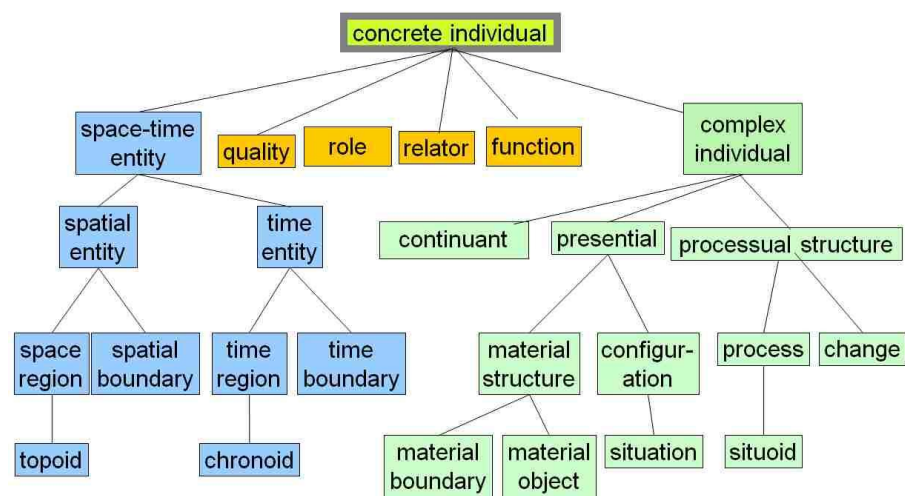 concrete individual
space-time
entity
quality
role
relator
function
complex
individual
spatial
entity
time
entity
continuant
presential
processual structure
space
region
spatial
boundary
time
region
time
boundary
material
structure
configur-
ation
process
change
topoid
chronoid
material
boundary
material
object
situation
situoid